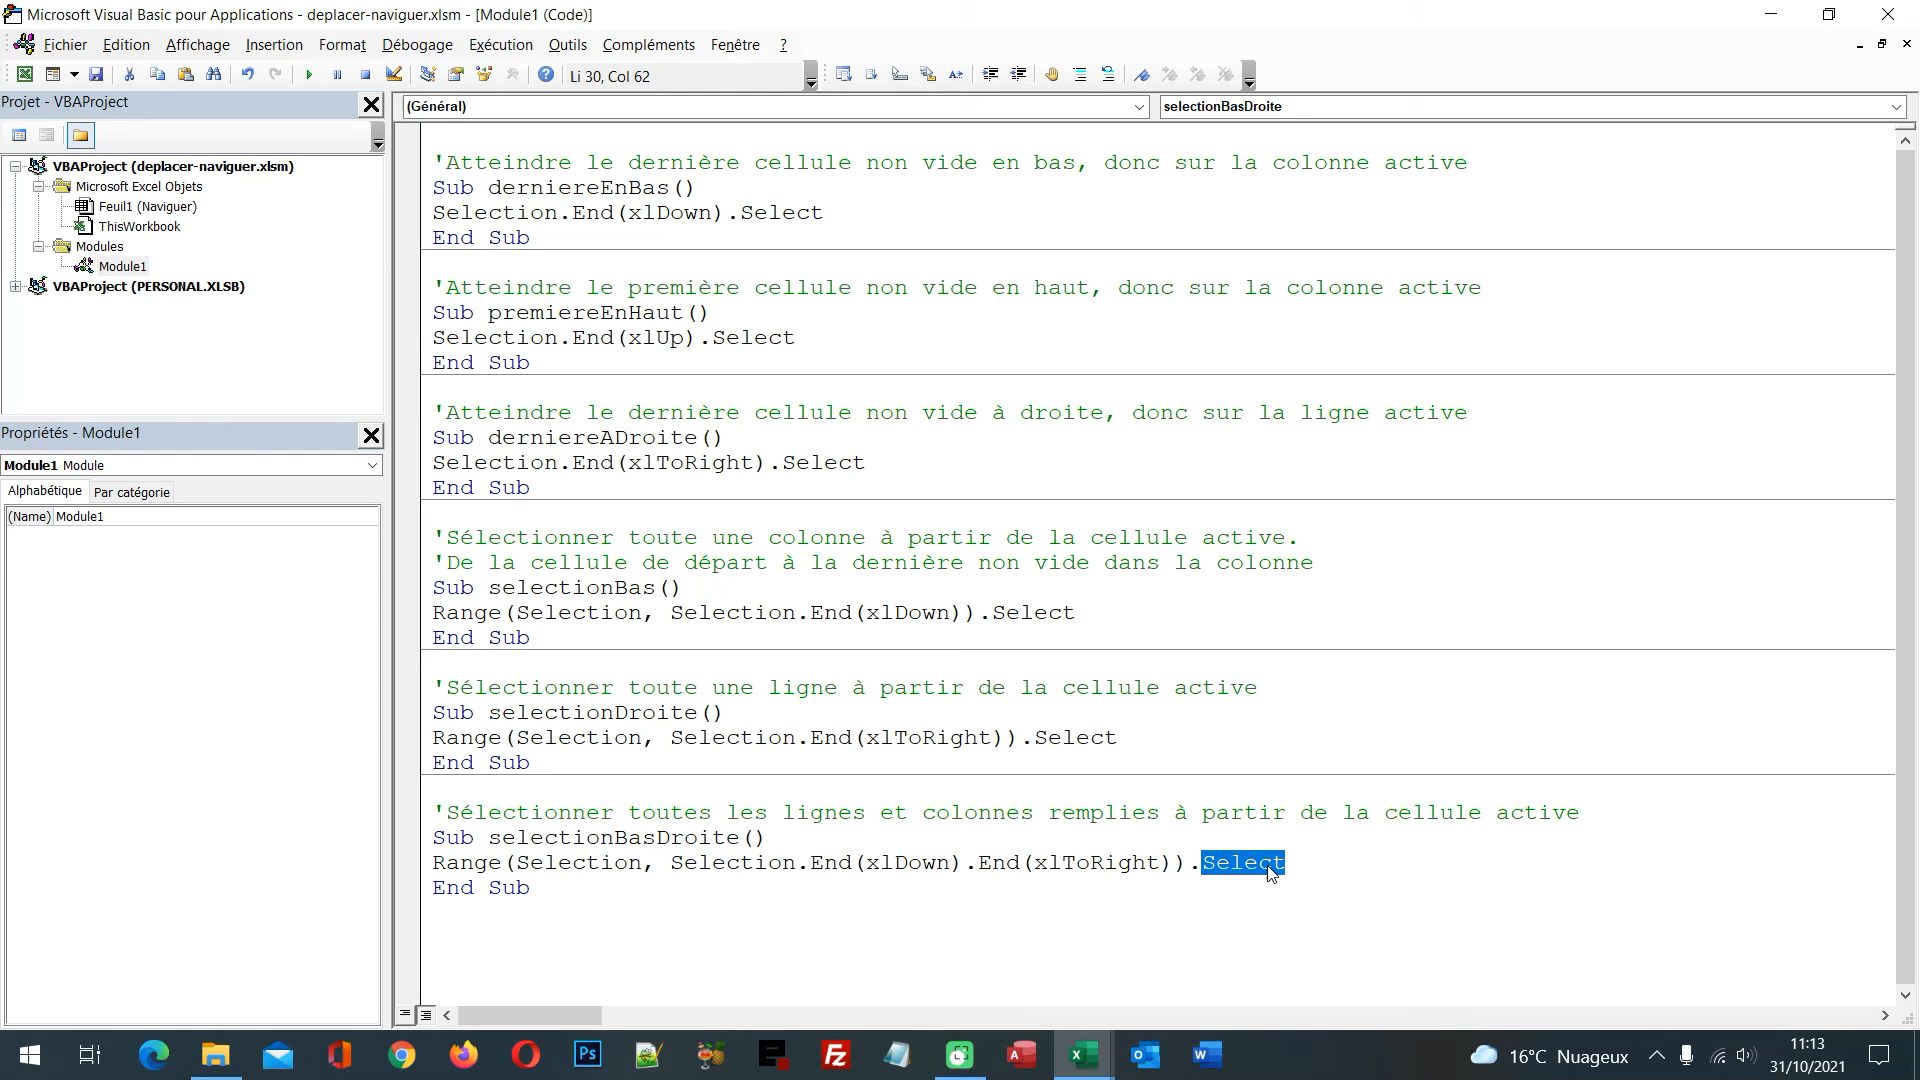 Microsoft Visual Basic pour Applications - deplacer-naviguer.xlsm - [Module1 (Code)]
Fichier Edition Affichage Insertion Format Débogage Exécution Outils Compléments Fenêtre ?
Li 30, Col 62
Projet - VBAProject
(Général)
selectionBasDroite
VBAProject (deplacer-naviguer.xlsm)
Microsoft Excel Objets
Feuil1 (Naviguer)
ThisWorkbook
Modules
Module1
VBAProject (PERSONAL.XLSB)
Propriétés - Module1
Module1 Module
Alphabétique Par catégorie
(Name) Module1
'Atteindre le dernière cellule non vide en bas, donc sur la colonne active
Sub derniereEnBas()
Selection.End(xlDown).Select
End Sub
'Atteindre le première cellule non vide en haut, donc sur la colonne active
Sub premiereEnHaut()
Selection.End(xlUp).Select
End Sub
'Atteindre le dernière cellule non vide à droite, donc sur la ligne active
Sub derniereADroite()
Selection.End(xlToRight).Select
End Sub
'Sélectionner toute une colonne à partir de la cellule active.
'De la cellule de départ à la dernière non vide dans la colonne
Sub selectionBas()
Range(Selection, Selection.End(xlDown)).Select
End Sub
'Sélectionner toute une ligne à partir de la cellule active
Sub selectionDroite()
Range(Selection, Selection.End(xlToRight)).Select
End Sub
'Sélectionner toutes les lignes et colonnes remplies à partir de la cellule active
Sub selectionBasDroite()
Range(Selection, Selection.End(xlDown).End(xlToRight)).Select
End Sub
Ps
Fz
16°C Nuageux
11:13
31/10/2021